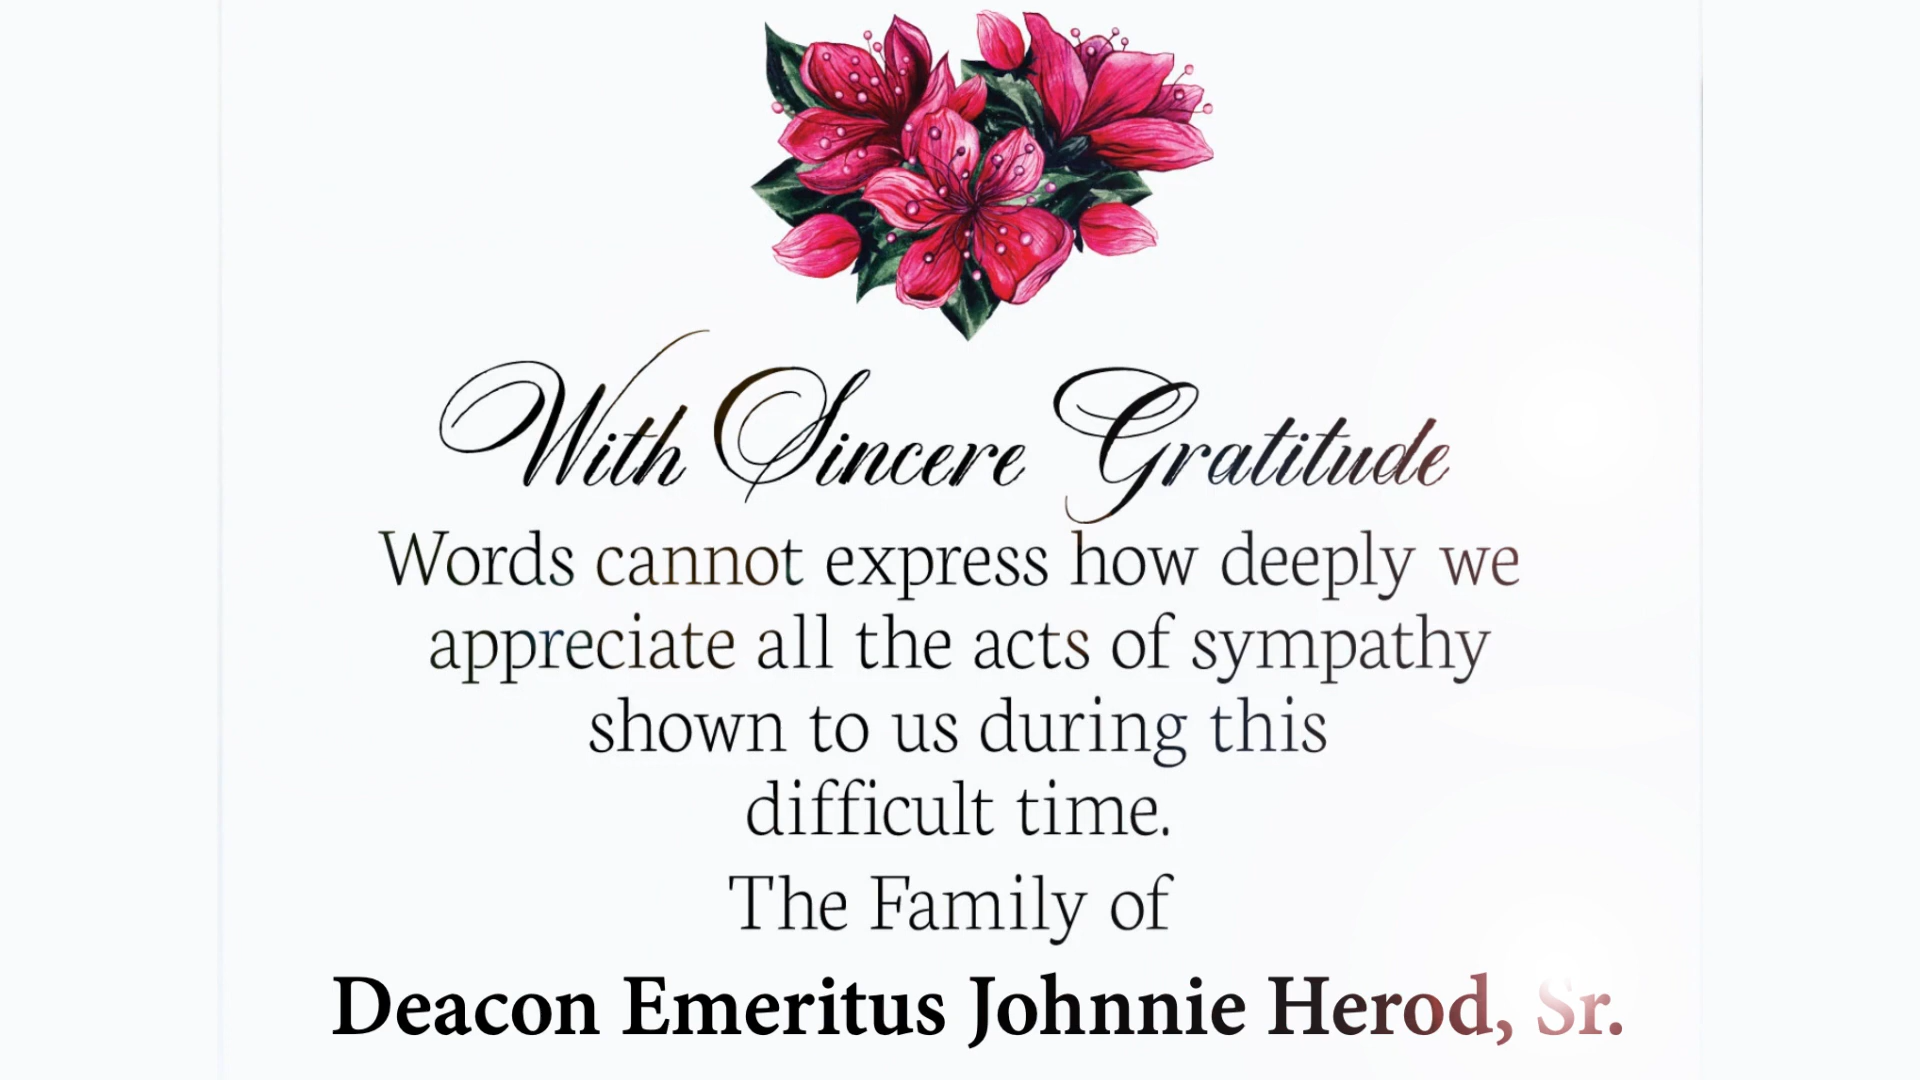 With Sincere Gratitude
Words cannot express how deeply we
appreciate all the acts of sympathy
shown to us during this
difficult time.
The Family of
Deacon Emeritus Johnnie Herod, Sr.